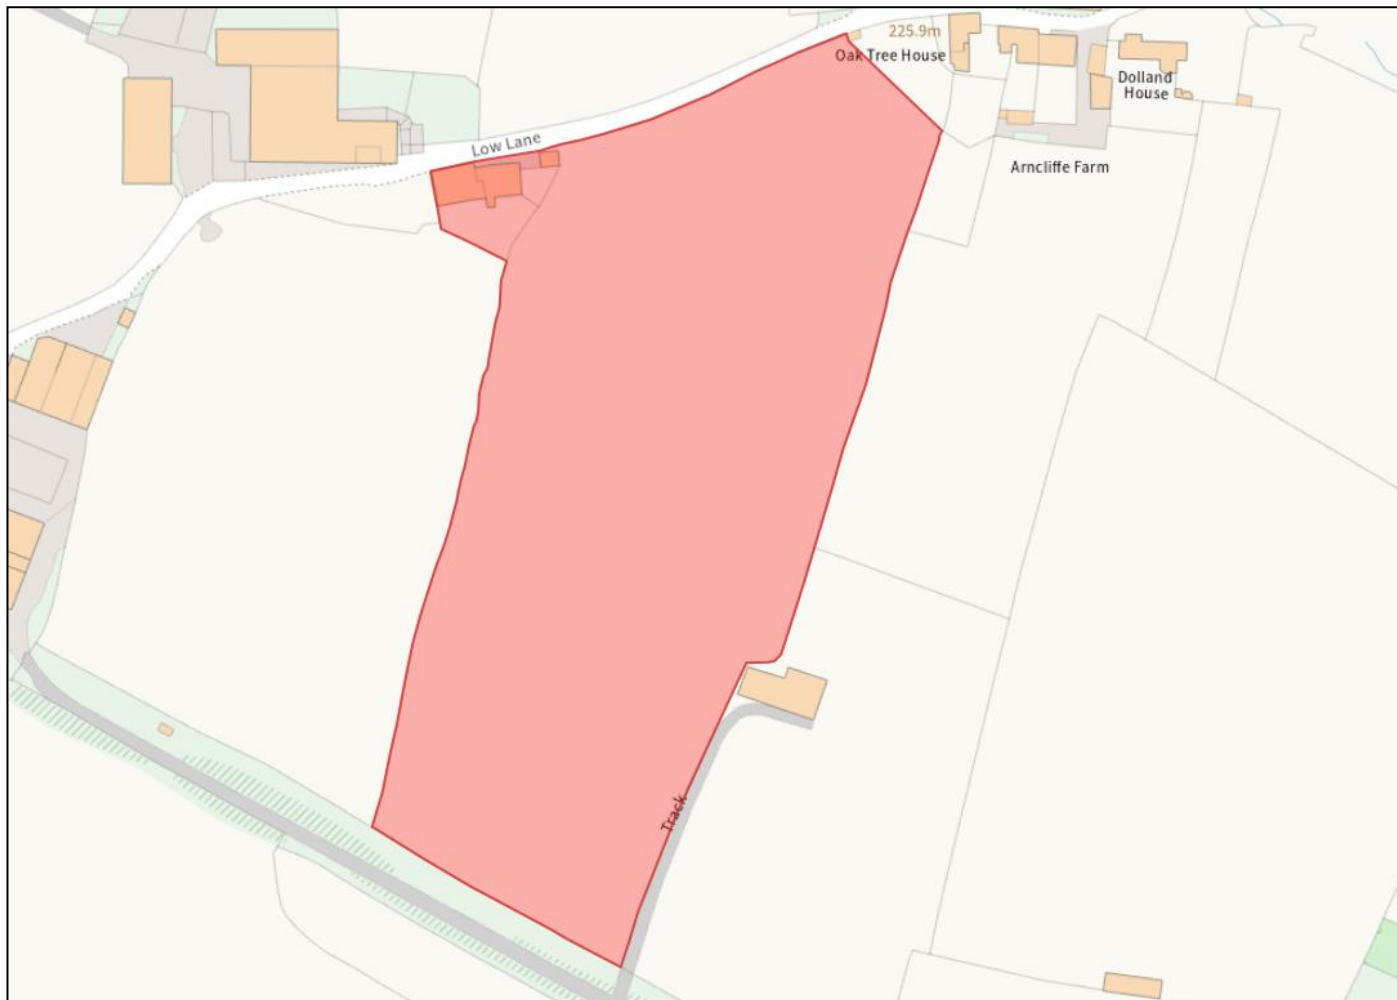 225.9m
Oak Tree House
Dolland
House
Low Lane
Arncliffe Farm
Track